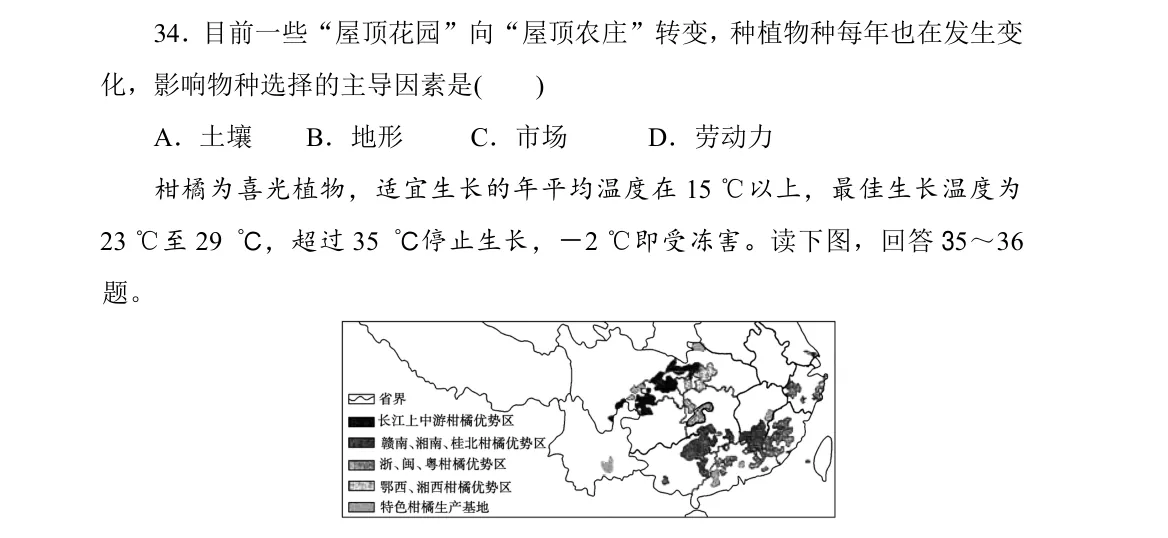 34．目前一些“屋顶花园”向“屋顶农庄”转变，种植物种每年也在发生变
化，影响物种选择的主导因素是(　　)
A．土壤　　B．地形　　C．市场　　D．劳动力
柑橘为喜光植物，适宜生长的年平均温度在 15 ℃以上，最佳生长温度为
23 ℃至 29 ℃，超过 35 ℃停止生长，－2 ℃即受冻害。读下图，回答 35～36
题。
省界
长江上中游柑橘优势区
赣南、湘南、桂北柑橘优势区
浙、闽、粤柑橘优势区
鄂西、湘西柑橘优势区
特色柑橘生产基地